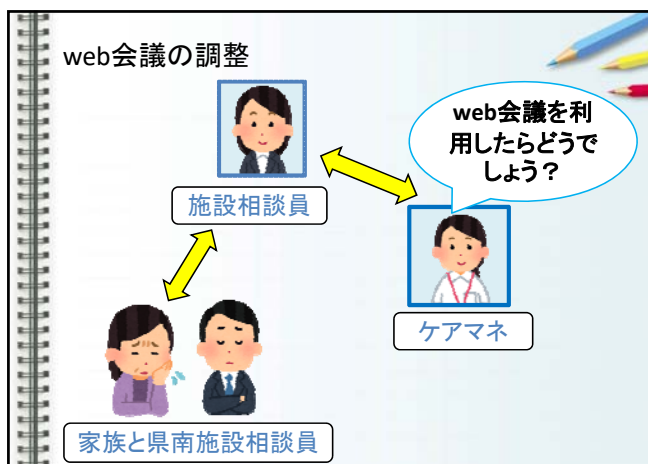 web会議の調整
web会議を利
用したらどうで
しょう？
施設相談員
ケアマネ
家族と県南施設相談員